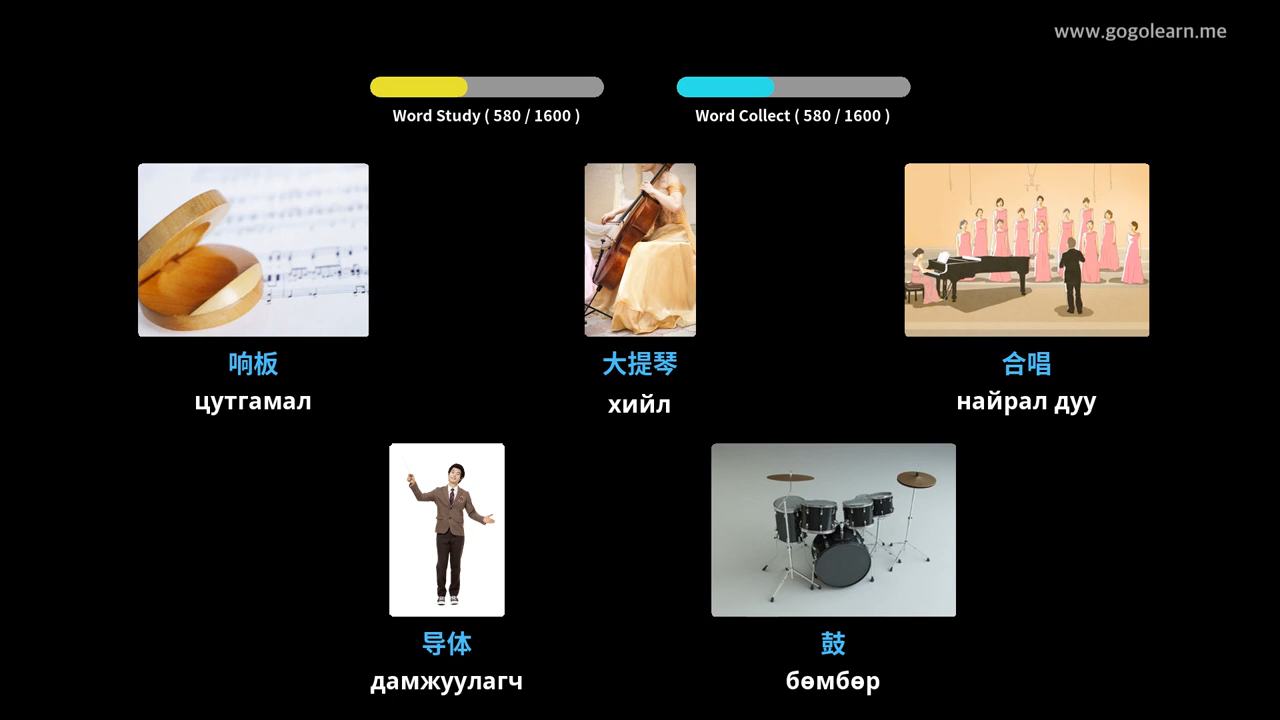 www.gogolearn.me
Word Study ( 580 / 1600 )
Word Collect ( 580 / 1600 )
响板
цутгамал
大提琴
хийл
合唱
найрал дуу
导体
дамжуулагч
鼓
бөмбөр